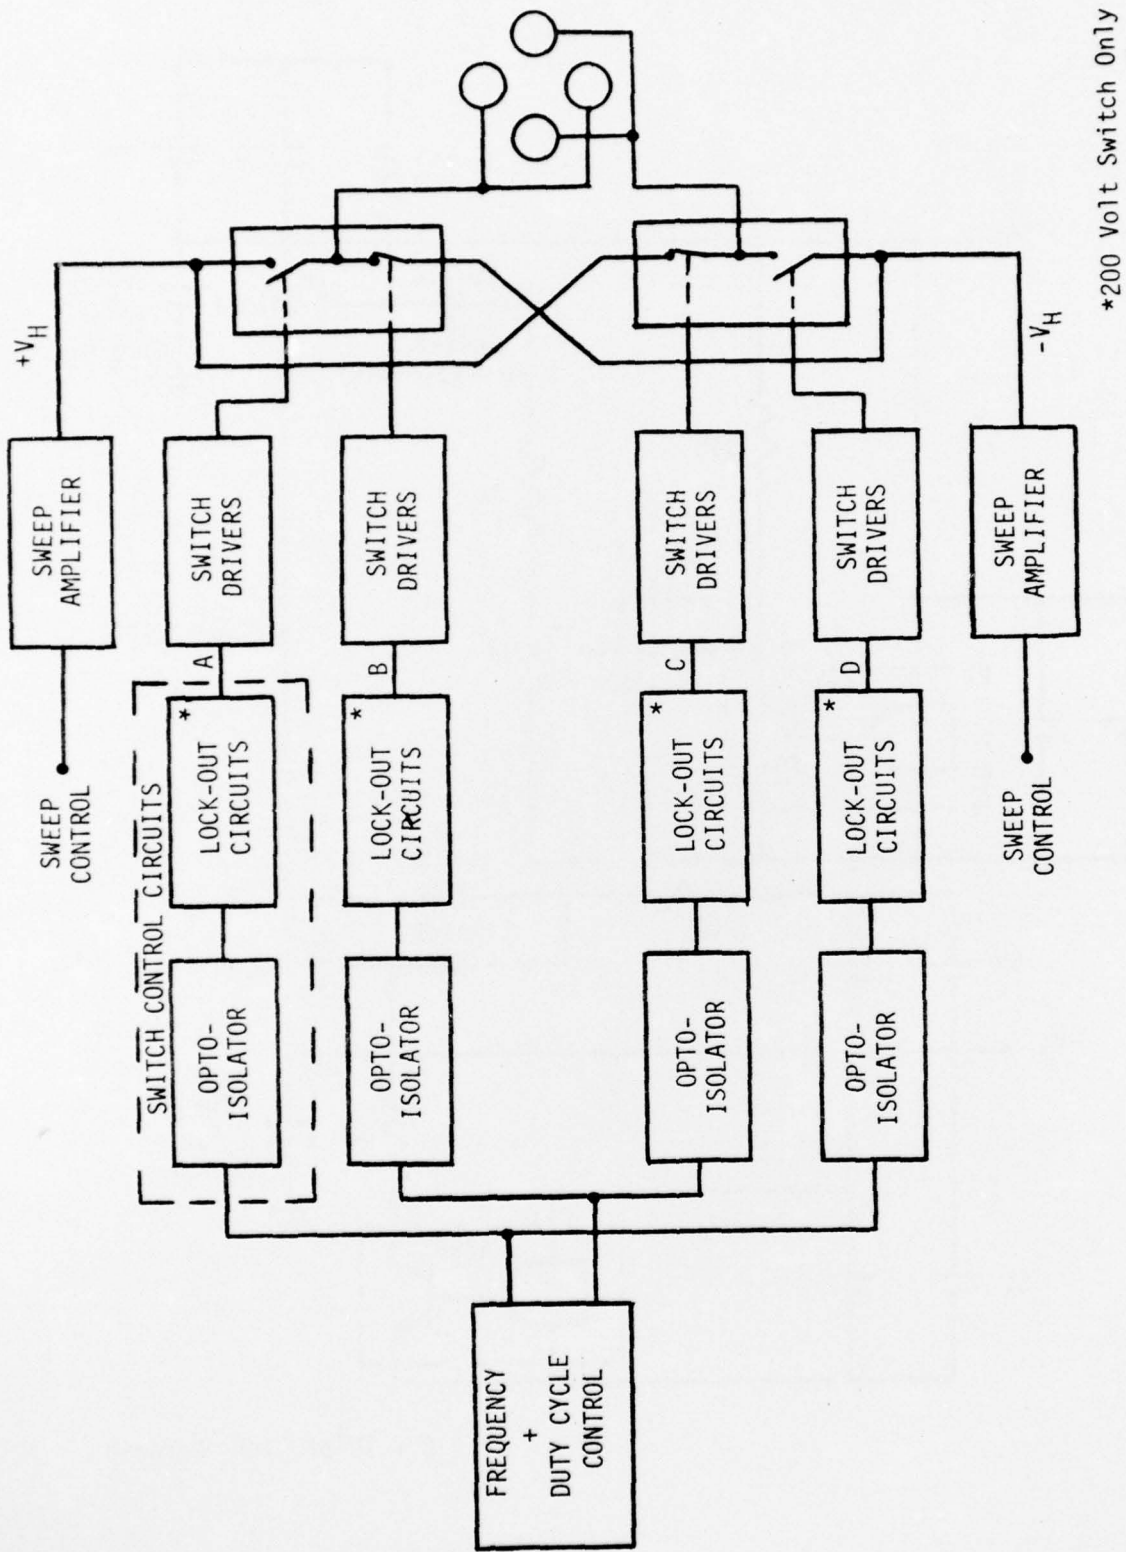 FREQUENCY
+
DUTY CYCLE
CONTROL
SWITCH CONTROL CIRCUITS
OPTO-
ISOLATOR
LOCK-OUT
CIRCUITS
*
A
SWITCH
DRIVERS
OPTO-
ISOLATOR
LOCK-OUT
CIRCUITS
*
B
SWITCH
DRIVERS
OPTO-
ISOLATOR
LOCK-OUT
CIRCUITS
*
C
SWITCH
DRIVERS
OPTO-
ISOLATOR
LOCK-OUT
CIRCUITS
*
D
SWITCH
DRIVERS
SWEEP
CONTROL
SWEEP
AMPLIFIER
+VH
SWEEP
CONTROL
SWEEP
AMPLIFIER
-VH
*200 Volt Switch Only